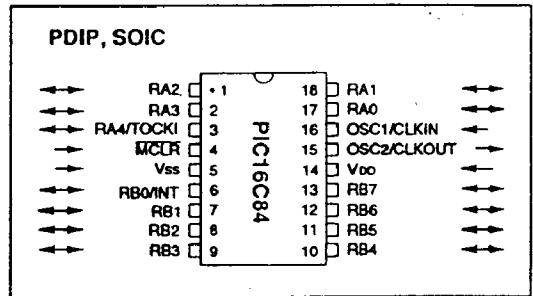 PDIP, SOIC
RA2 1 18 RA1
RA3 2 17 RA0
RA4/TOCKI 3 16 OSC1/CLKIN
MCLR 4 15 OSC2/CLKOUT
Vss 5 14 VDD
RB0/INT 6 13 RB7
RB1 7 12 RB6
RB2 8 11 RB5
RB3 9 10 RB4
PIC16C84